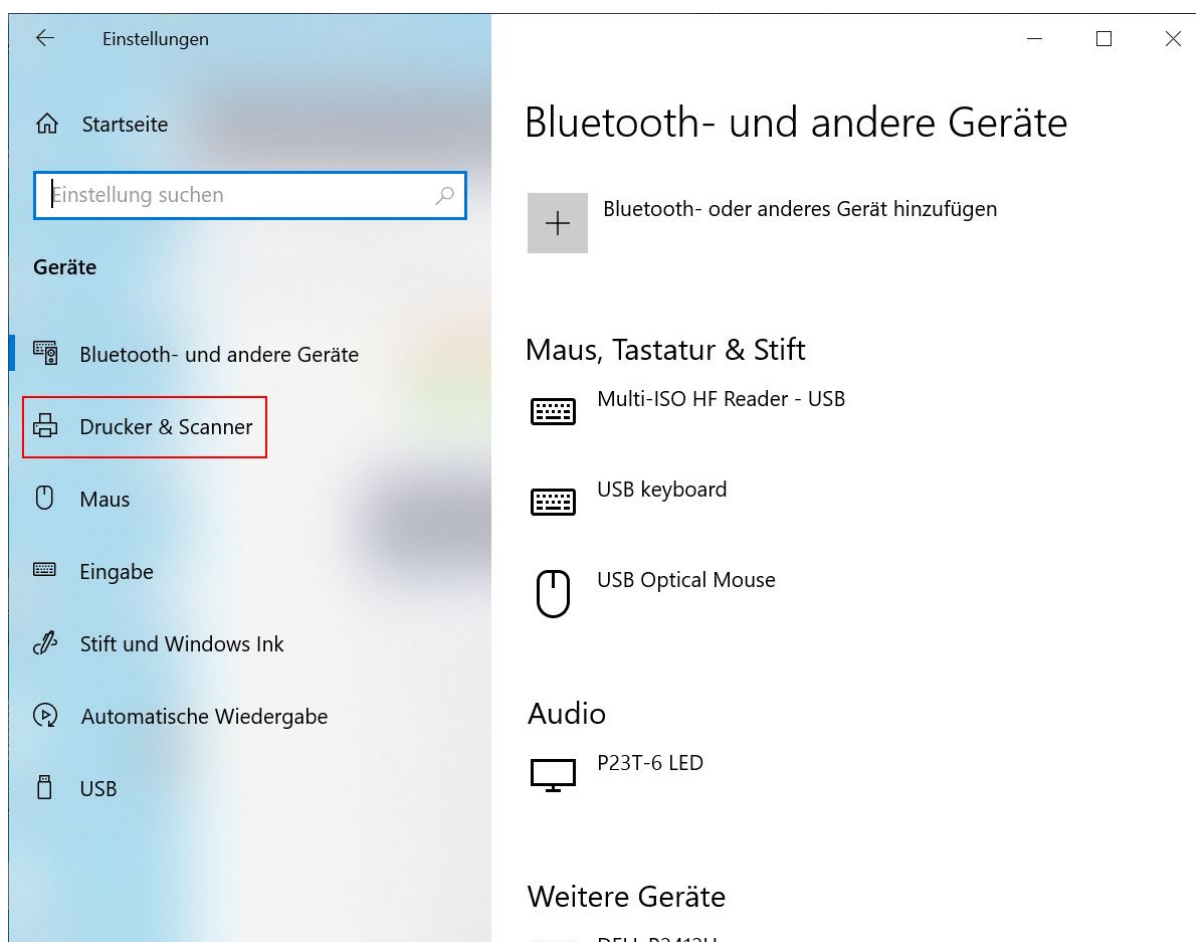 Einstellungen
Startseite
Einstellung suchen
Geräte
Bluetooth- und andere Geräte
Drucker & Scanner
Maus
Eingabe
Stift und Windows Ink
Automatische Wiedergabe
USB
Bluetooth- und andere Geräte
Bluetooth- oder anderes Gerät hinzufügen
Maus, Tastatur & Stift
Multi-ISO HF Reader - USB
USB keyboard
USB Optical Mouse
Audio
P23T-6 LED
Weitere Geräte